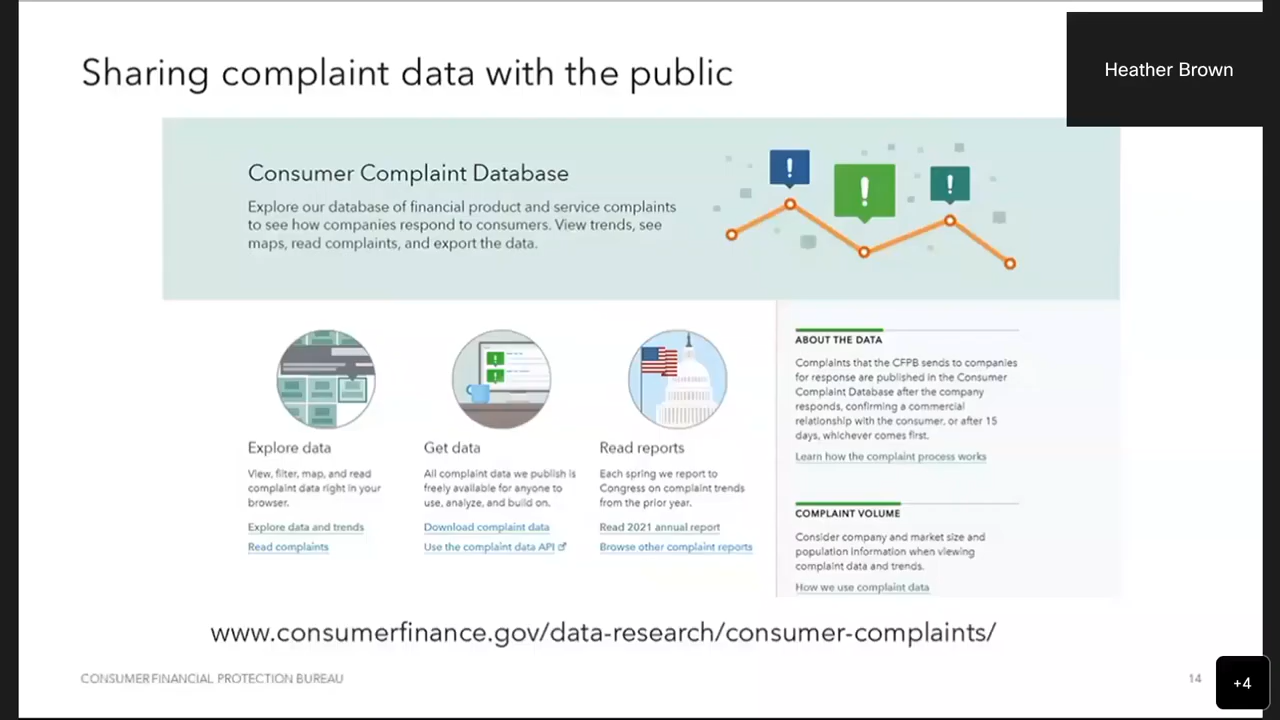 Sharing complaint data with the public
Heather Brown
Consumer Complaint Database
Explore our database of financial product and service complaints
to see how companies respond to consumers. View trends, see
maps, read complaints, and export the data.
Explore data
View, filter, map, and read
complaint data right in your
browser.
Explore data and trends
Read complaints
Get data
All complaint data we publish is
freely available for anyone to
use, analyze, and build on.
Download complaint data
Use the complaint data API
Read reports
Each spring we report to
Congress on complaint trends
from the prior year.
Read 2021 annual report
Browse other complaint reports
ABOUT THE DATA
Complaints that the CFPB sends to companies
for response are published in the Consumer
Complaint Database after the company
responds, confirming a commercial
relationship with the consumer, or after 15
days, whichever comes first.
Learn how the complaint process works
COMPLAINT VOLUME
Consider company and market size and
population information when viewing
complaint data and trends.
How we use complaint data
www.consumerfinance.gov/data-research/consumer-complaints/
CONSUMER FINANCIAL PROTECTION BUREAU
14
+4